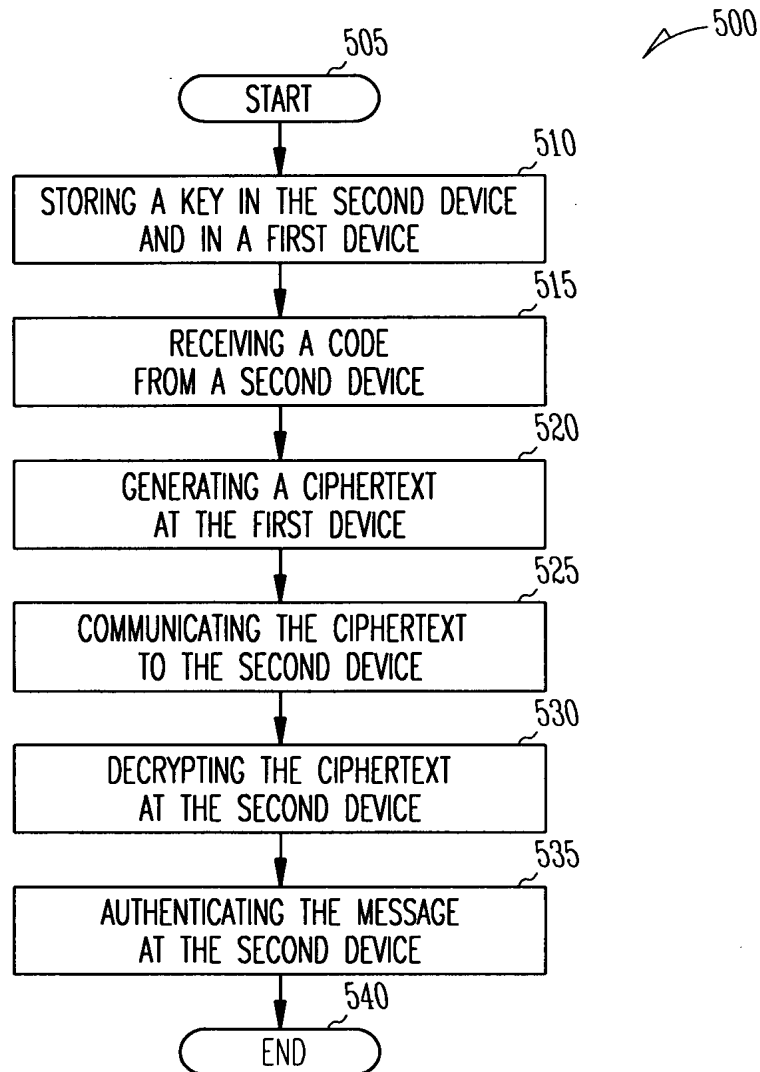 500
505
START
510
STORING A KEY IN THE SECOND DEVICE
AND IN A FIRST DEVICE
515
RECEIVING A CODE
FROM A SECOND DEVICE
520
GENERATING A CIPHERTEXT
AT THE FIRST DEVICE
525
COMMUNICATING THE CIPHERTEXT
TO THE SECOND DEVICE
530
DECRYPTING THE CIPHERTEXT
AT THE SECOND DEVICE
535
AUTHENTICATING THE MESSAGE
AT THE SECOND DEVICE
540
END